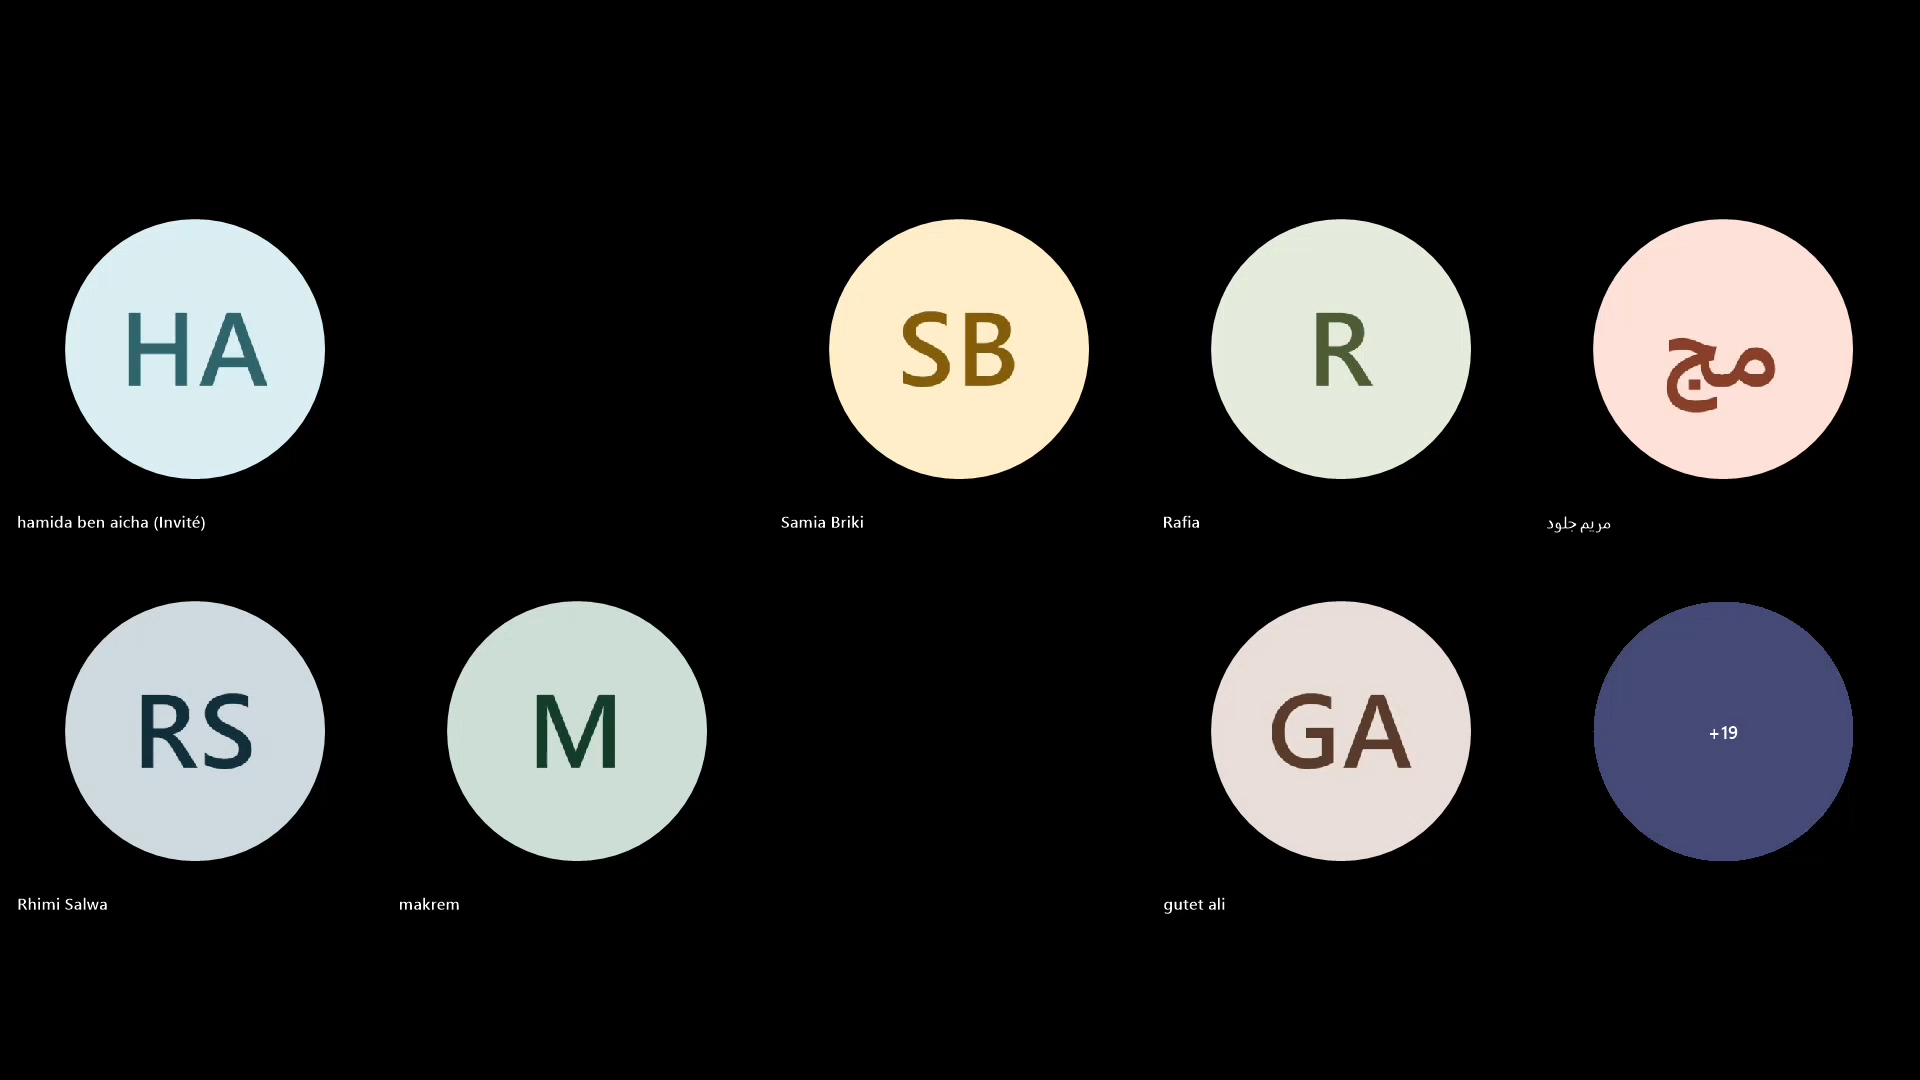 HA
SB
R
مج
hamida ben aicha (Invité)
Samia Briki
Rafia
مريم جلود
RS
M
GA
+19
Rhimi Salwa
makrem
gutet ali